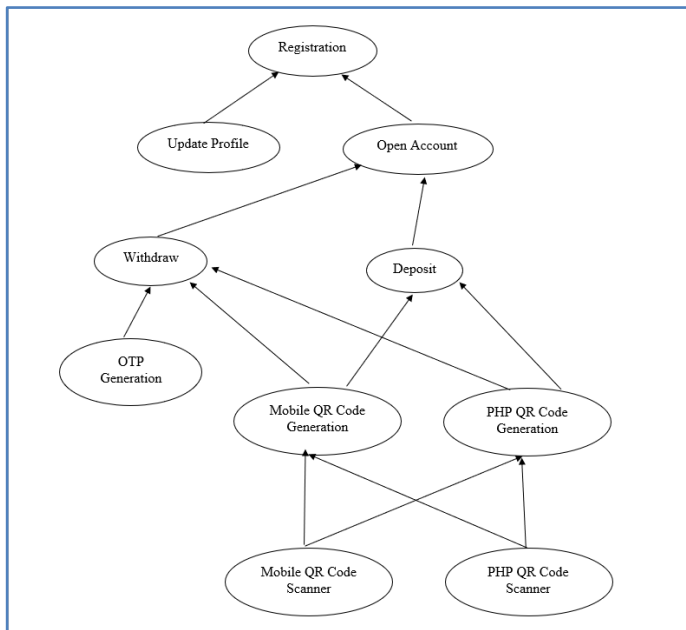 Registration
Update Profile
Open Account
Withdraw
Deposit
OTP
Generation
Mobile QR Code
Generation
PHP QR Code
Generation
Mobile QR Code
Scanner
PHP QR Code
Scanner